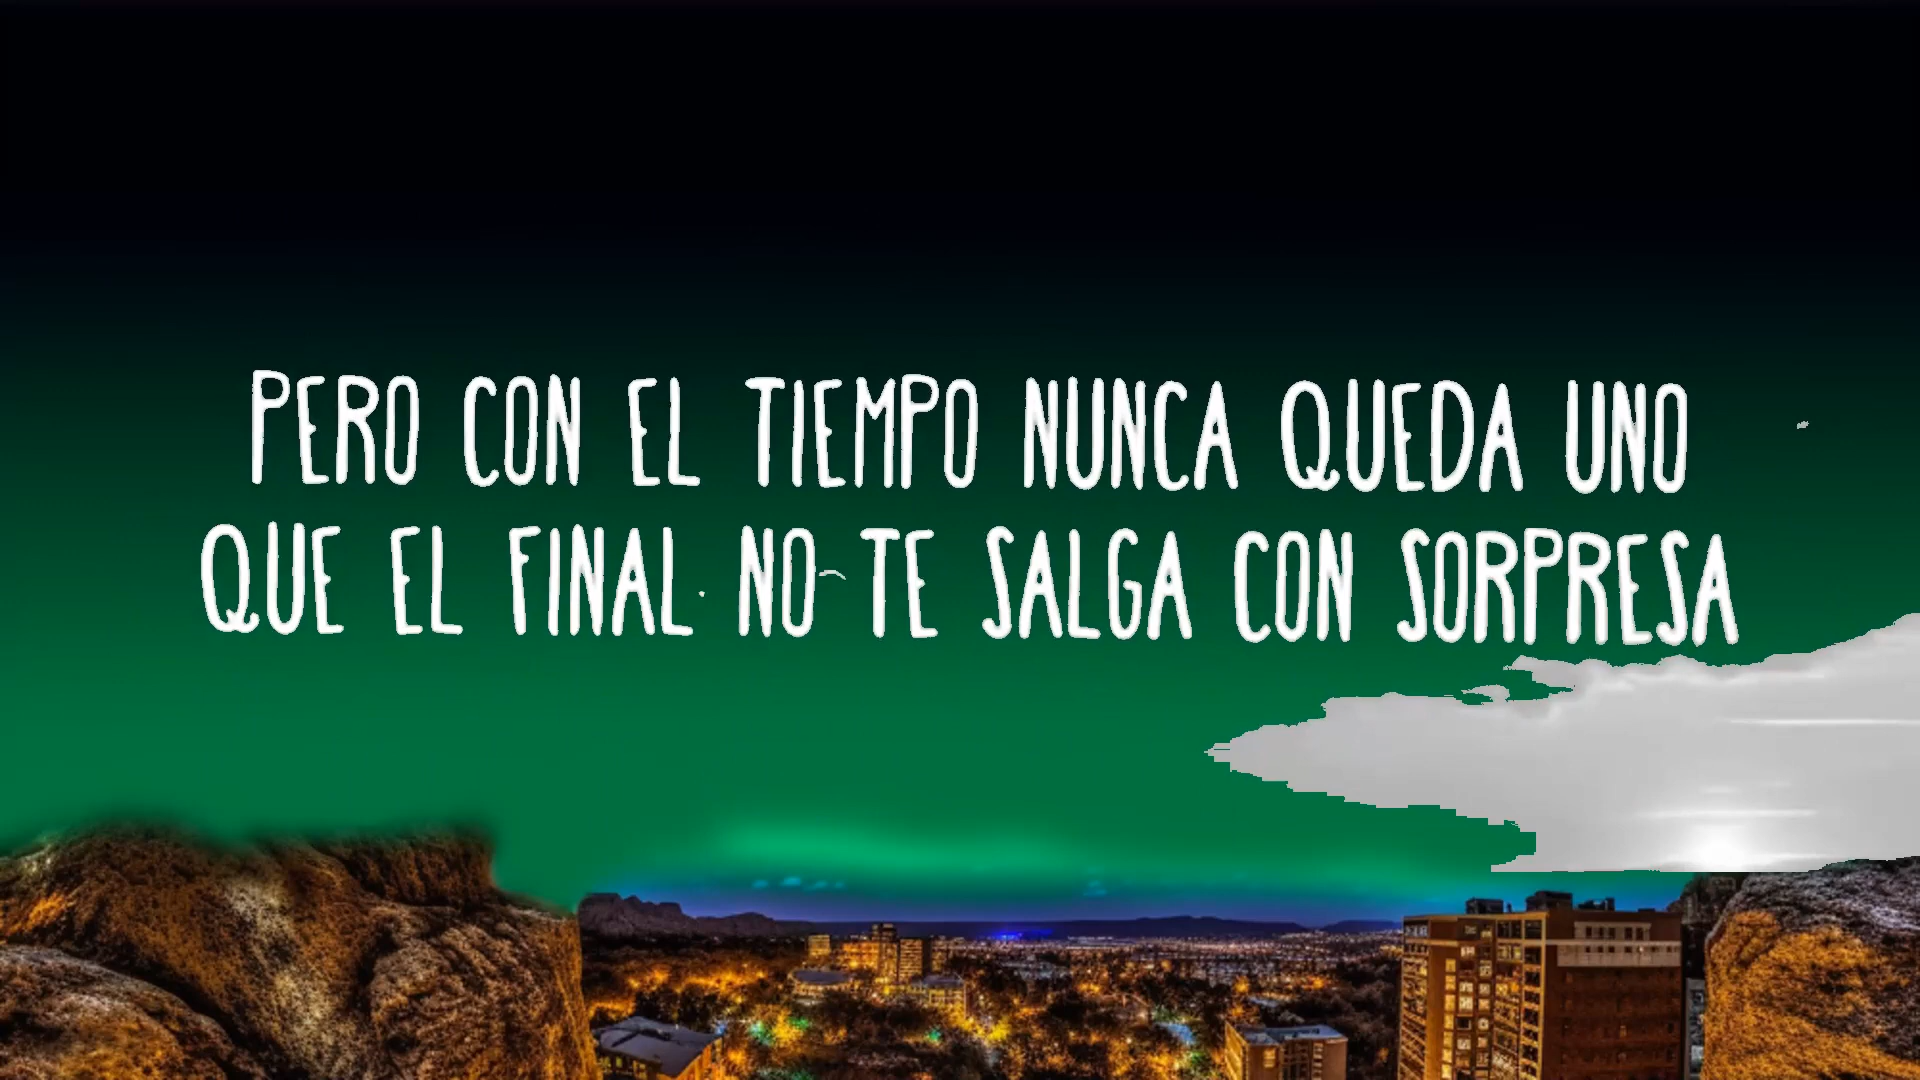 PERO CON EL TIEMPO NUNCA QUEDA UNO
QUE EL FINAL NO TE SALGA CON SORPRESA